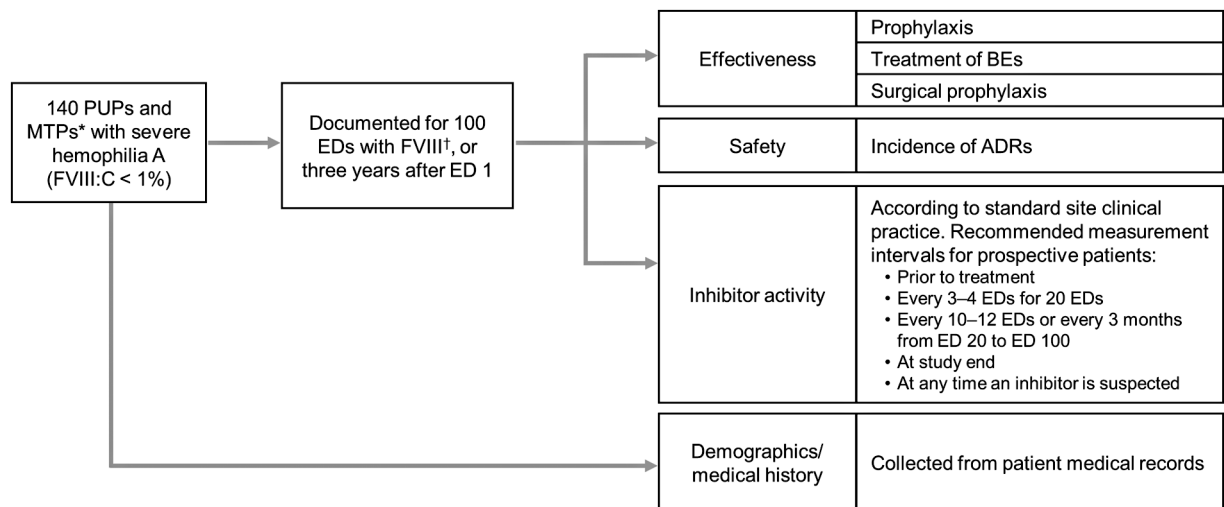 140 PUPs and
MTPs* with severe
hemophilia A
(FVIII:C < 1%)
Documented for 100
EDs with FVIII†, or
three years after ED 1
Effectiveness
Prophylaxis
Treatment of BEs
Surgical prophylaxis
Safety
Incidence of ADRs
Inhibitor activity
According to standard site clinical
practice. Recommended measurement
intervals for prospective patients:
• Prior to treatment
• Every 3–4 EDs for 20 EDs
• Every 10–12 EDs or every 3 months
from ED 20 to ED 100
• At study end
• At any time an inhibitor is suspected
Demographics/
medical history
Collected from patient medical records